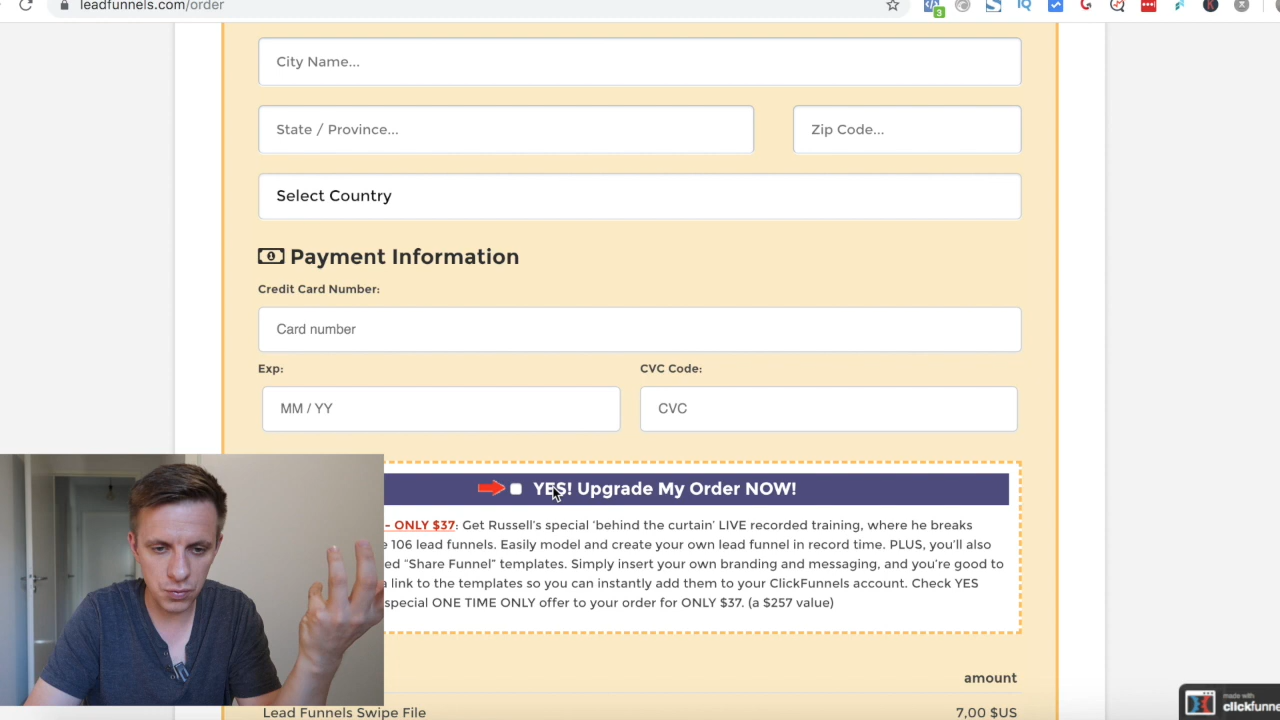 leadfunnels.com/order
3
City Name...
State / Province...
Zip Code...
Select Country
Payment Information
Credit Card Number:
Card number
Exp:
CVC Code:
MM / YY
CVC
YES! Upgrade My Order NOW!
- ONLY $37: Get Russell's special 'behind the curtain' LIVE recorded training, where he breaks
106 lead funnels. Easily model and create your own lead funnel in record time. PLUS, you'll also
"Share Funnel" templates. Simply insert your own branding and messaging, and you're good to
link to the templates so you can instantly add them to your ClickFunnels account. Check YES
special ONE TIME ONLY offer to your order for ONLY $37. (a $257 value)
amount
Lead Funnels Swipe File
7,00 $US
made with
clickfunne